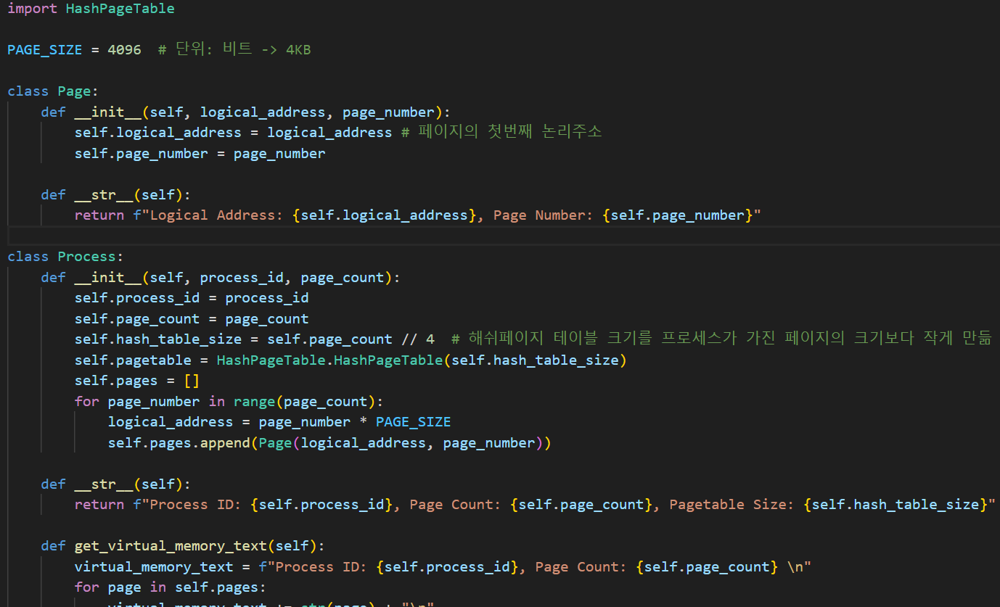 import HashPageTable
PAGE_SIZE = 4096  # 단위: 비트 -> 4KB
class Page:
    def __init__(self, logical_address, page_number):
        self.logical_address = logical_address # 페이지의 첫번째 논리주소
        self.page_number = page_number
    def __str__(self):
        return f"Logical Address: {self.logical_address}, Page Number: {self.page_number}"
class Process:
    def __init__(self, process_id, page_count):
        self.process_id = process_id
        self.page_count = page_count
        self.hash_table_size = self.page_count // 4  # 해쉬페이지 테이블 크기를 프로세스가 가진 페이지의 크기보다 작게 만듦
        self.pagetable = HashPageTable.HashPageTable(self.hash_table_size)
        self.pages = []
        for page_number in range(page_count):
            logical_address = page_number * PAGE_SIZE
            self.pages.append(Page(logical_address, page_number))
    def __str__(self):
        return f"Process ID: {self.process_id}, Page Count: {self.page_count}, Pagetable Size: {self.hash_table_size}"
    def get_virtual_memory_text(self):
        virtual_memory_text = f"Process ID: {self.process_id}, Page Count: {self.page_count} \n"
        for page in self.pages:
            virtual_memory_text += str(page) + "\n"